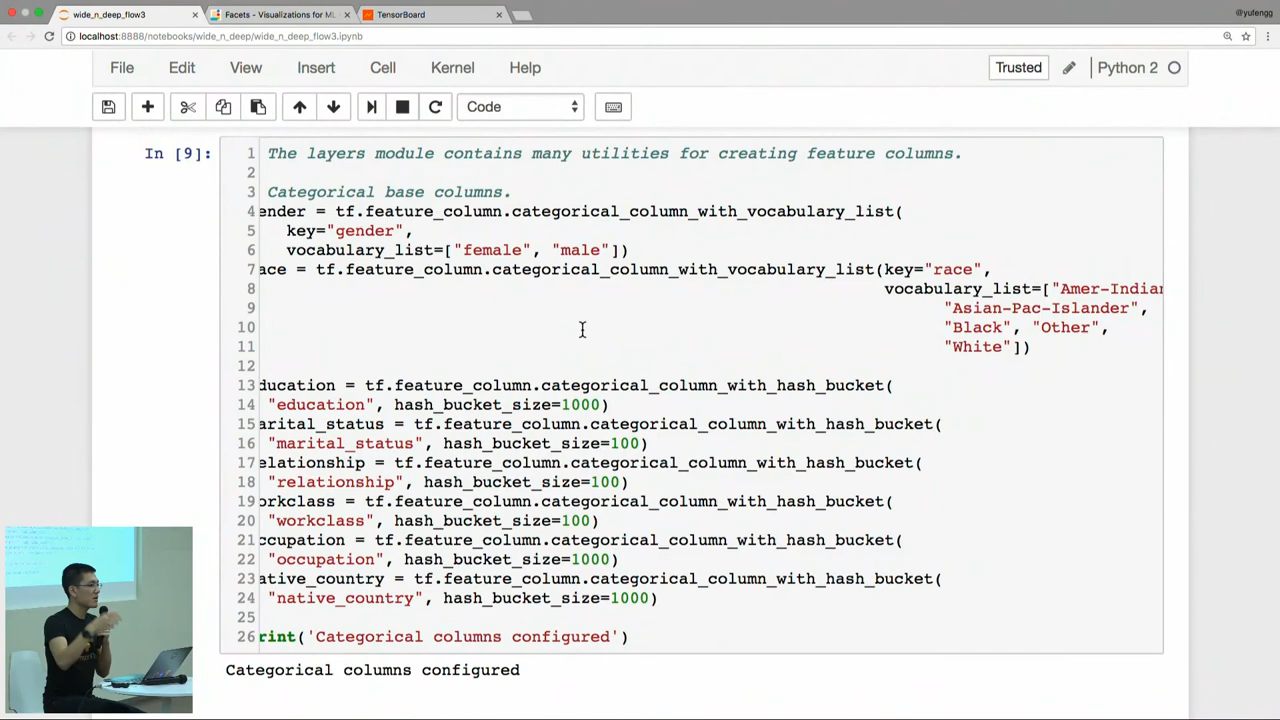 wide_n_deep_flow3
Facets - Visualizations for ML
TensorBoard
@yufengg
localhost:8888/notebooks/wide_n_deep/wide_n_deep_flow3.ipynb
File Edit View Insert Cell Kernel Help
Trusted
Python 2
Code
In [9]:
1 The layers module contains many utilities for creating feature columns.
2
3 Categorical base columns.
4 ender = tf.feature_column.categorical_column_with_vocabulary_list(
5 key="gender",
6 vocabulary_list=["female", "male"])
7 ace = tf.feature_column.categorical_column_with_vocabulary_list(key="race",
8 vocabulary_list=["Amer-Indian
9 "Asian-Pac-Islander",
10 "Black", "Other",
11 "White"])
12
13 ducation = tf.feature_column.categorical_column_with_hash_bucket(
14 "education", hash_bucket_size=1000)
15 arital_status = tf.feature_column.categorical_column_with_hash_bucket(
16 "marital_status", hash_bucket_size=100)
17 elationship = tf.feature_column.categorical_column_with_hash_bucket(
18 "relationship", hash_bucket_size=100)
19 orkclass = tf.feature_column.categorical_column_with_hash_bucket(
20 "workclass", hash_bucket_size=100)
21 ccupation = tf.feature_column.categorical_column_with_hash_bucket(
22 "occupation", hash_bucket_size=1000)
23 ative_country = tf.feature_column.categorical_column_with_hash_bucket(
24 "native_country", hash_bucket_size=1000)
25
26 rint('Categorical columns configured')
Categorical columns configured